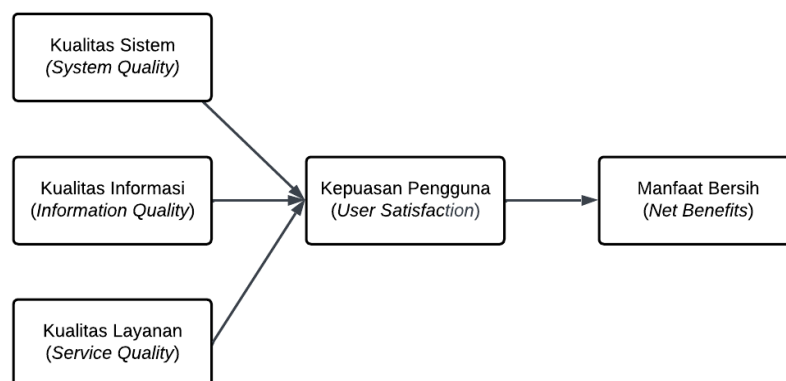 Kualitas Sistem
(System Quality)
Kualitas Informasi
(Information Quality)
Kepuasan Pengguna
(User Satisfaction)
Manfaat Bersih
(Net Benefits)
Kualitas Layanan
(Service Quality)